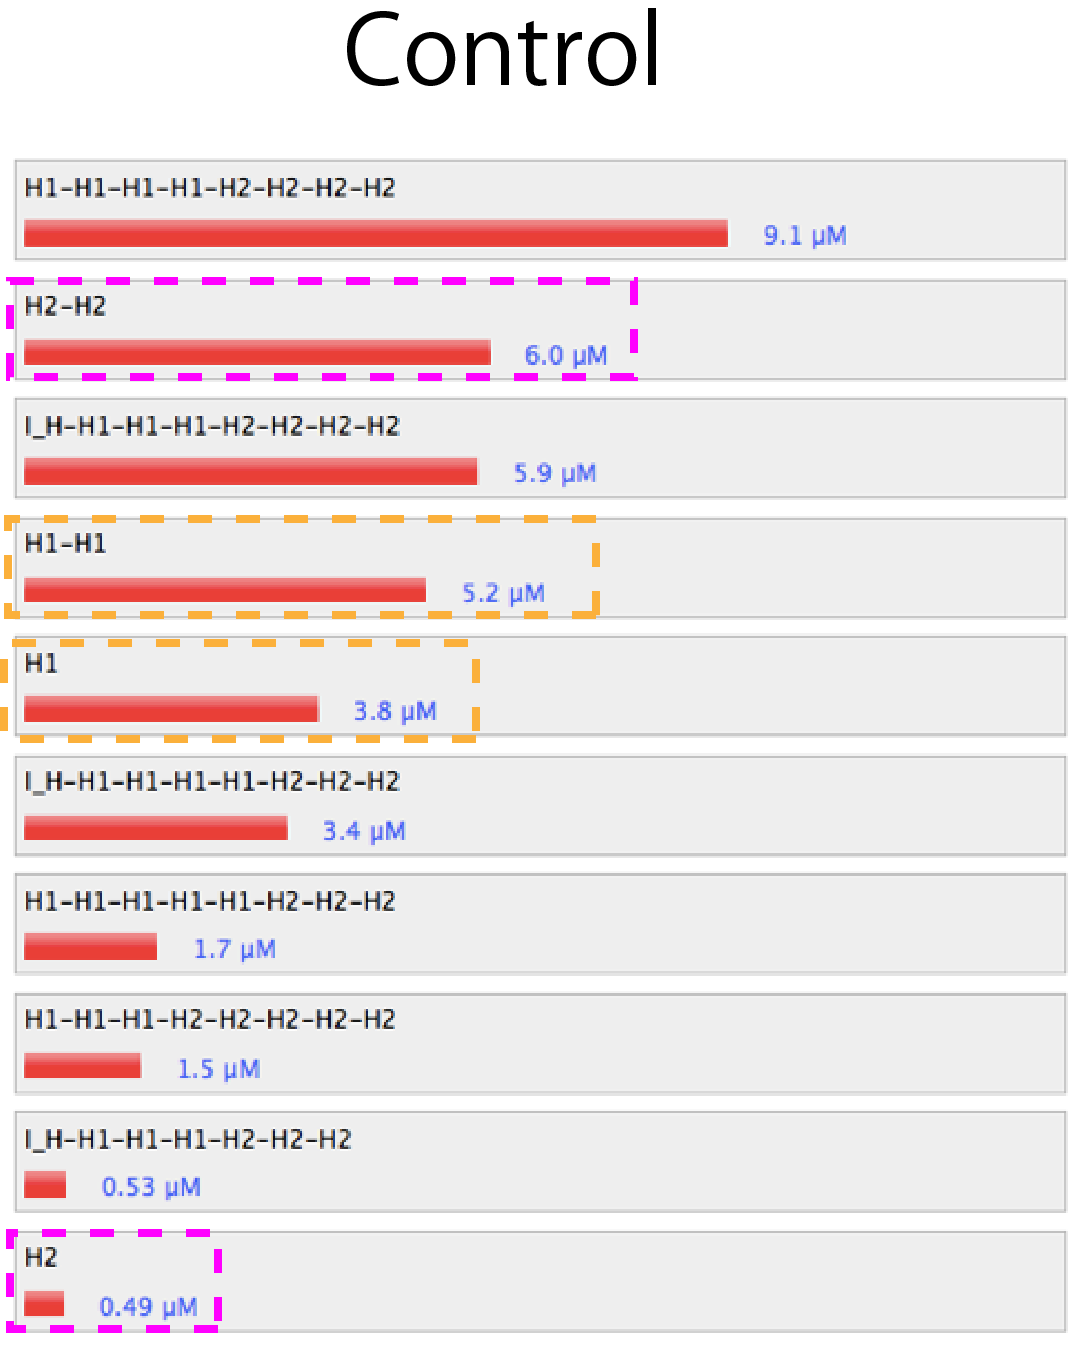 Control
H1-H1-H1-H1-H2-H2-H2-H2
9.1 µM
H2-H2
6.0 µM
I_H-H1-H1-H1-H2-H2-H2-H2
5.9 µM
H1-H1
5.2 µM
H1
3.8 µM
I_H-H1-H1-H1-H1-H2-H2-H2
3.4 µM
H1-H1-H1-H1-H1-H2-H2-H2
1.7 µM
H1-H1-H1-H2-H2-H2-H2-H2
1.5 µM
I_H-H1-H1-H1-H2-H2-H2
0.53 µM
H2
0.49 µM